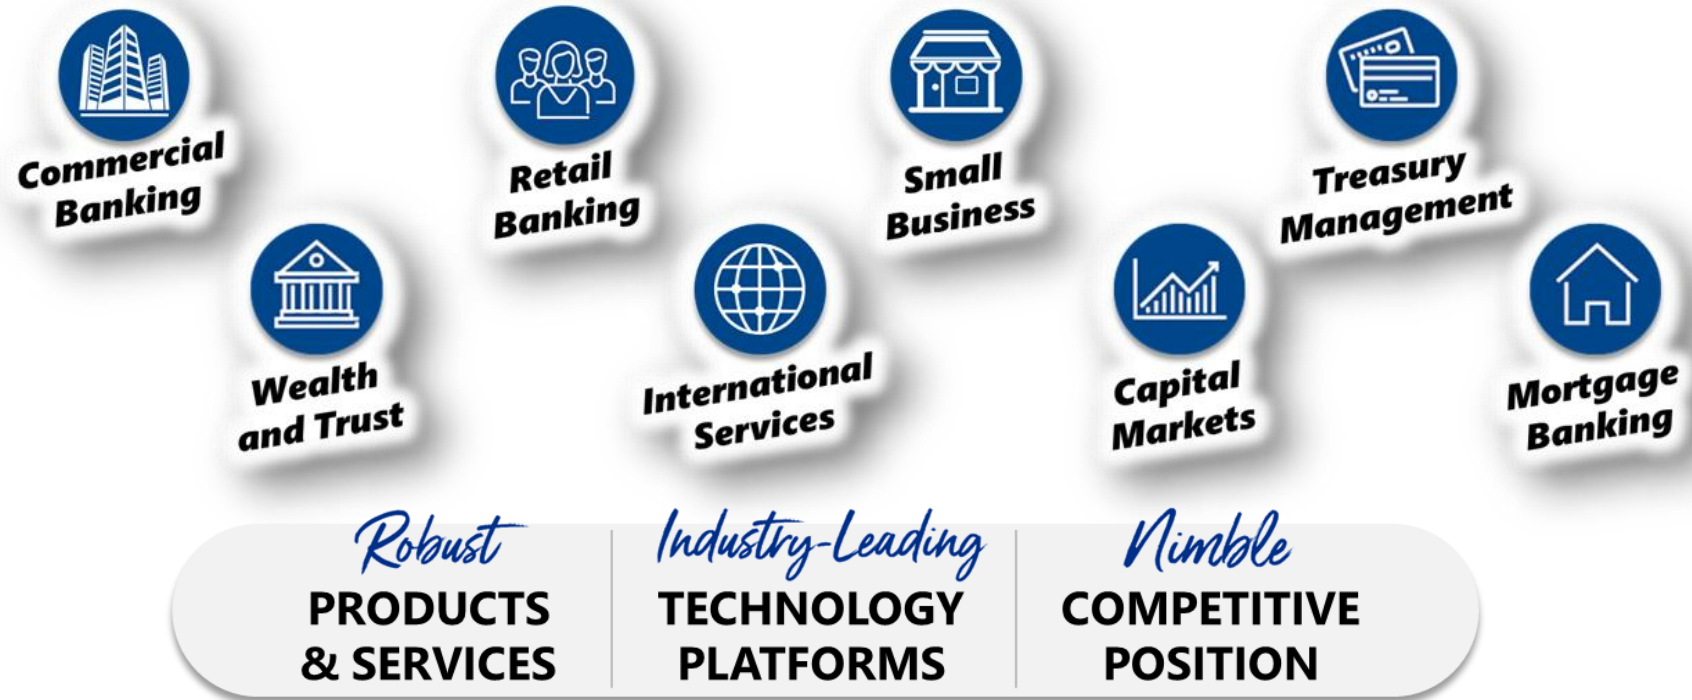 Commercial
Banking
Retail
Banking
Small
Business
Treasury
Management
Wealth
and Trust
International
Services
Capital
Markets
Mortgage
Banking
Robust
PRODUCTS
& SERVICES
Industry-Leading
TECHNOLOGY
PLATFORMS
Nimble
COMPETITIVE
POSITION